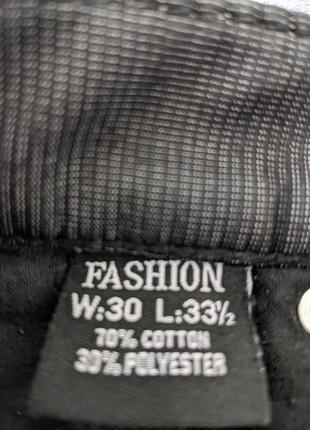 FASHION
W:30 L:33½
70% COTTON
30% POLYESTER